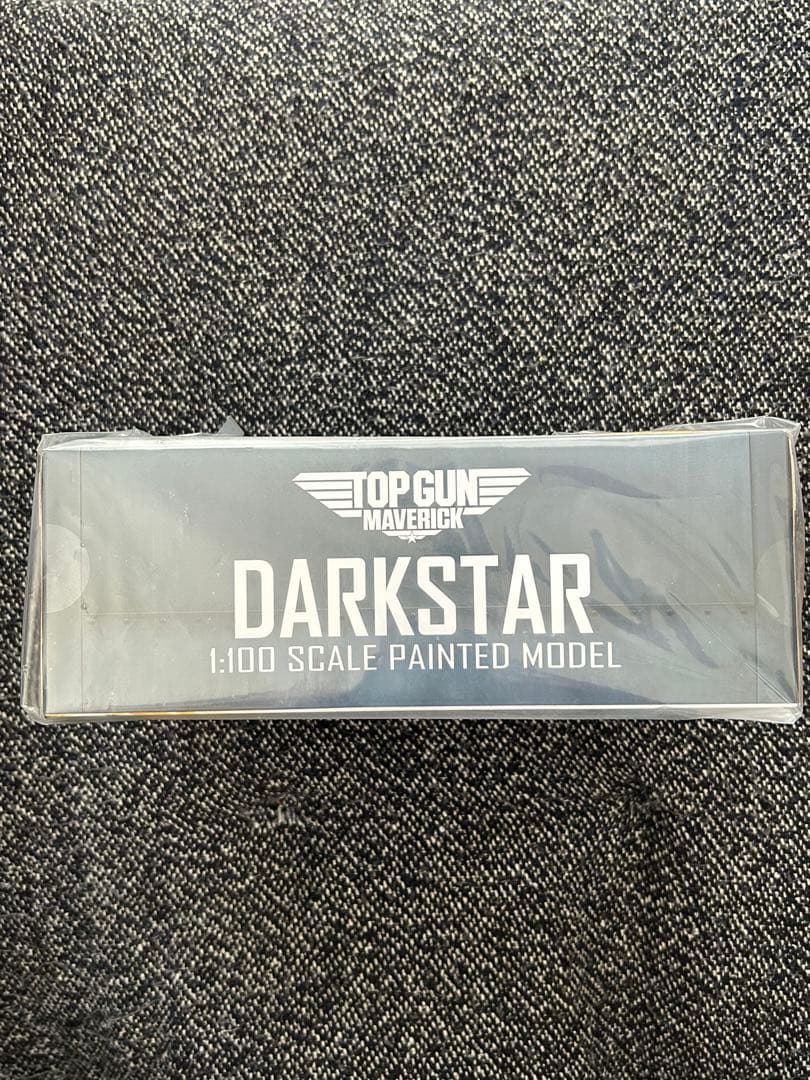 TOP GUN
MAVERICK
DARKSTAR
1:100 SCALE PAINTED MODEL